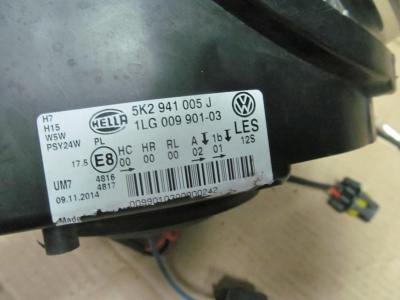 H7
H15
W5W
PSY24W
HELLA
5K2 941 005 J
1LG 009 901-03
LES
12S
PL
17.5
E8
HC HR RL A 1b
00 00 00 02 01
UM7
4816
4817
09.11.2014
Made